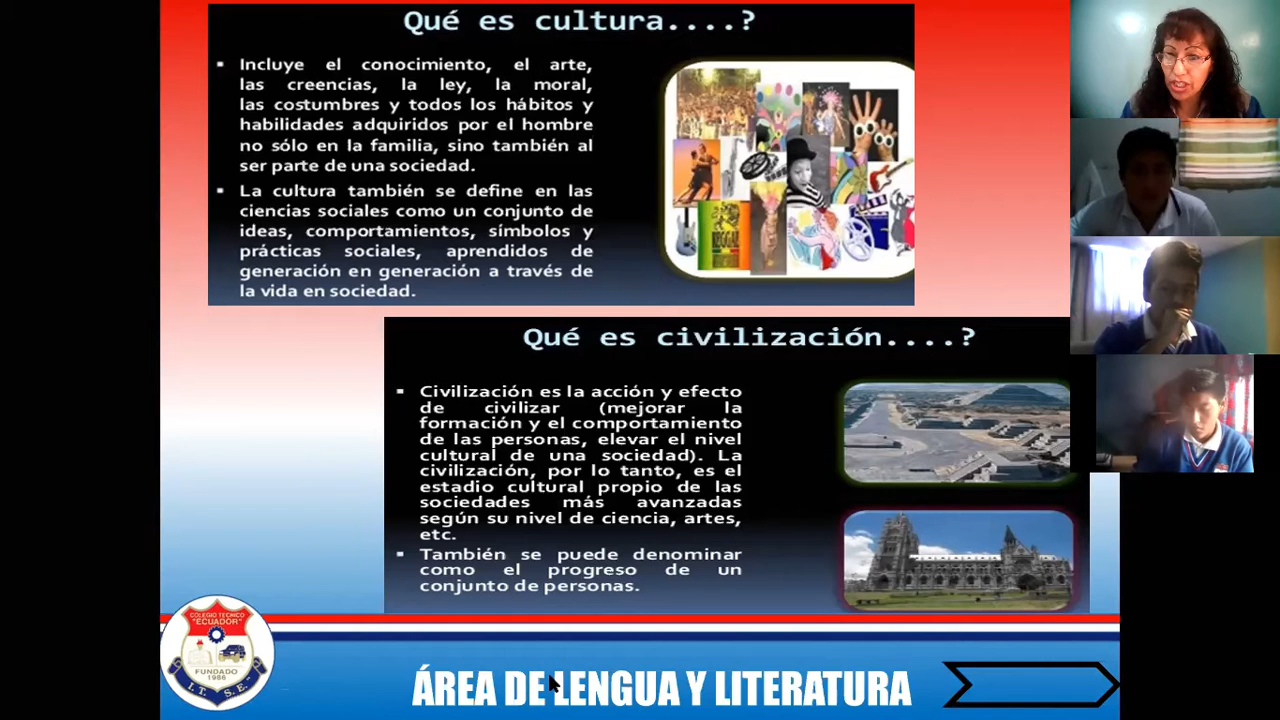 Qué es cultura....?
▪ Incluye el conocimiento, el arte,
las creencias, la ley, la moral,
las costumbres y todos los hábitos y
habilidades adquiridos por el hombre
no sólo en la familia, sino también al
ser parte de una sociedad.
▪ La cultura también se define en las
ciencias sociales como un conjunto de
ideas, comportamientos, símbolos y
prácticas sociales, aprendidos de
generación en generación a través de
la vida en sociedad.
REGGAE
Qué es civilización....?
▪ Civilización es la acción y efecto
de civilizar (mejorar la
formación y el comportamiento
de las personas, elevar el nivel
cultural de una sociedad). La
civilización, por lo tanto, es el
estadio cultural propio de las
sociedades más avanzadas
según su nivel de ciencia, artes,
etc.
▪ También se puede denominar
como el progreso de un
conjunto de personas.
COLEGIO TECNICO
"ECUADOR"
FUNDADO
1986
I.T.S.E.
ÁREA DE LENGUA Y LITERATURA